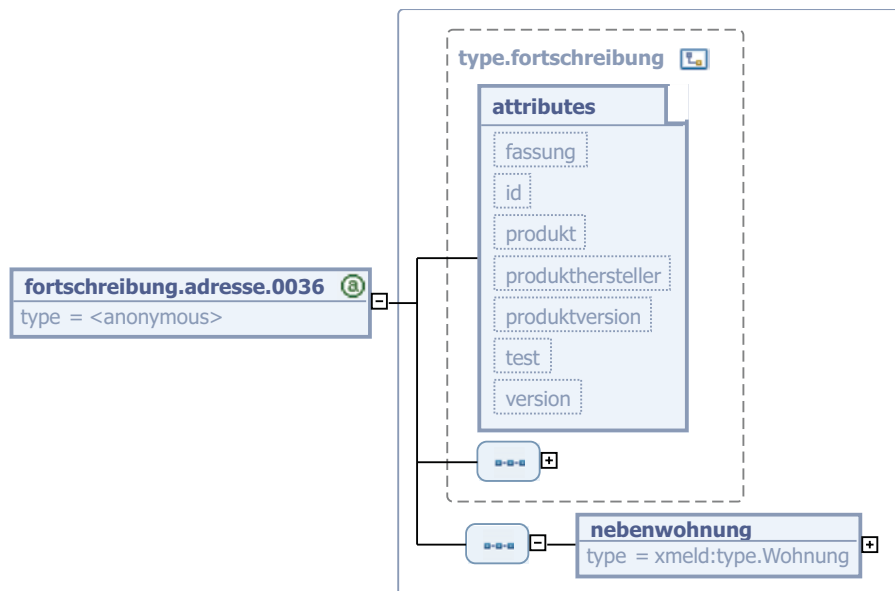 type.fortschreibung
attributes
fassung
id
produkt
produkthersteller
produktversion
test
version
fortschreibung.adresse.0036 a
type = <anonymous>
nebenwohnung
type = xmeld:type.Wohnung